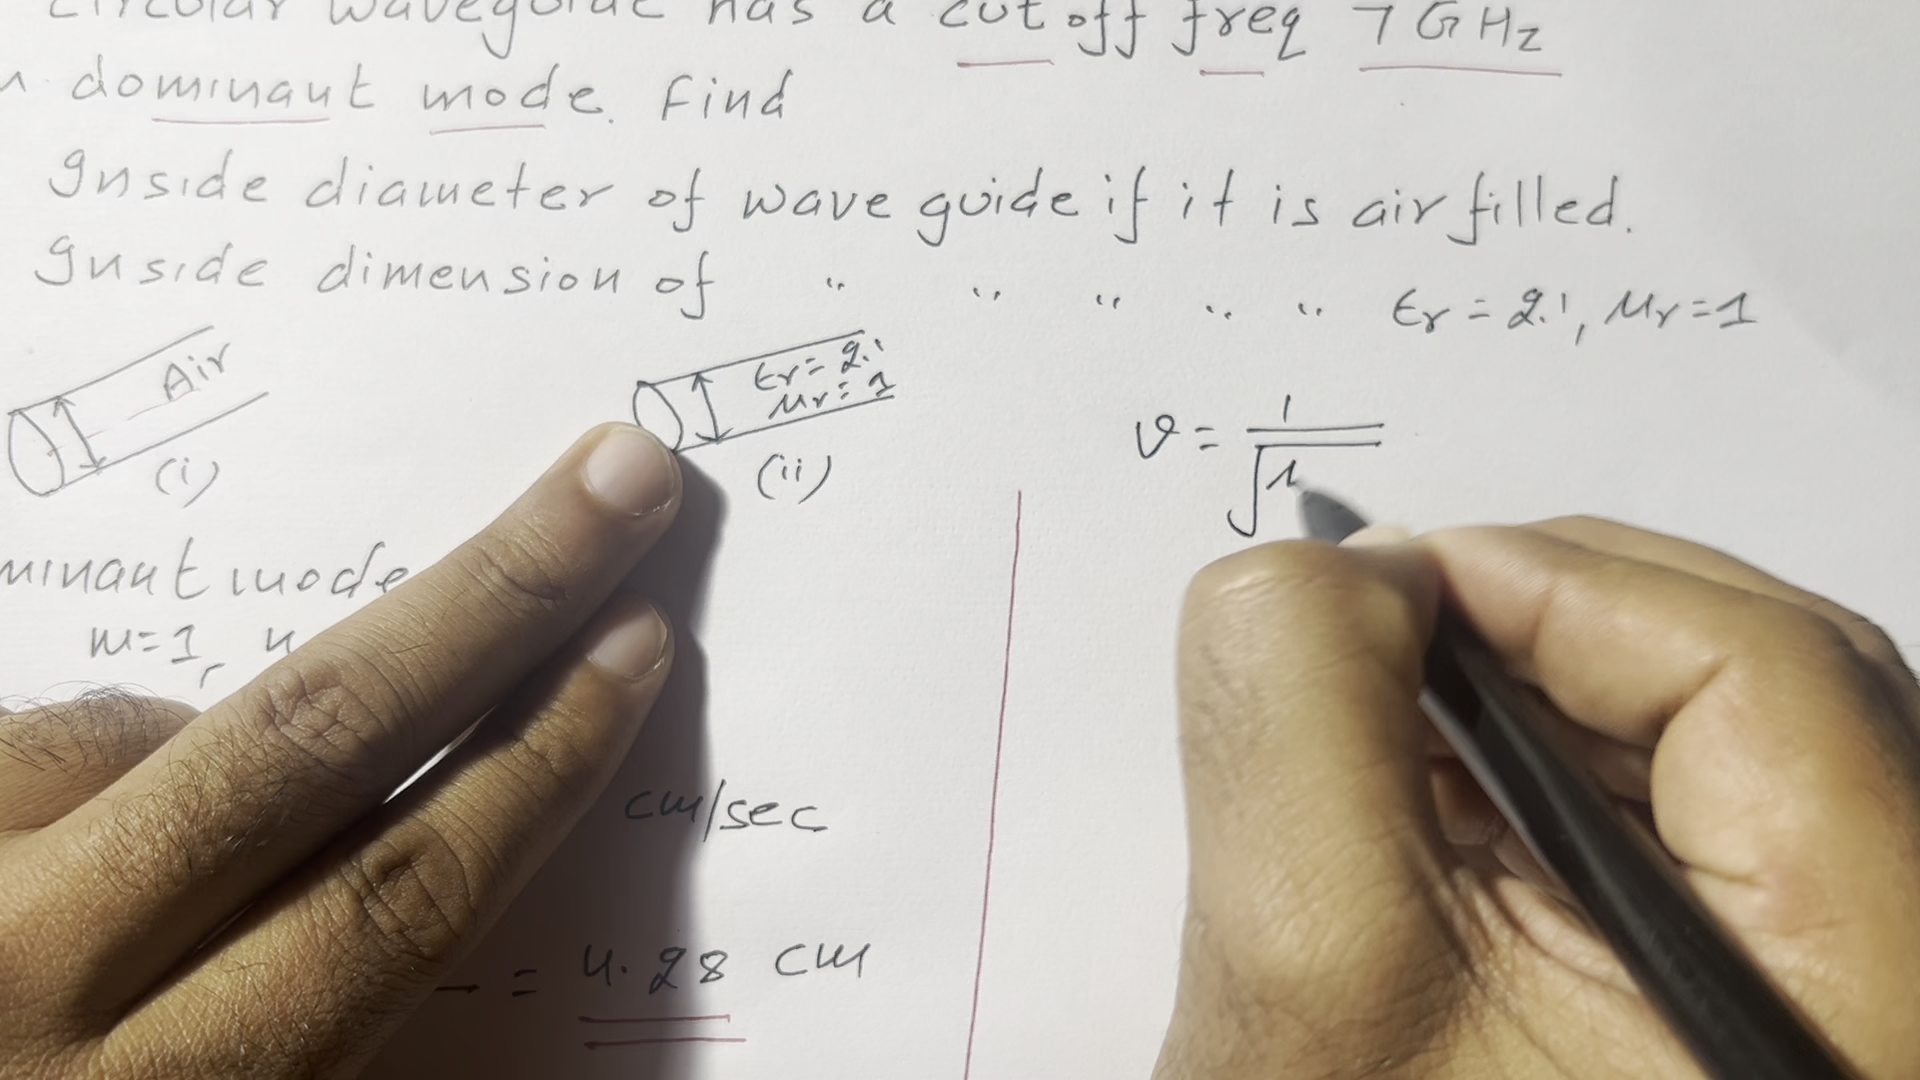 circular waveguide has a cut off freq 7 GHz
dominant mode. Find
Inside diameter of wave guide if it is air filled.
Inside dimension of " " " " " εr = 2.1, μr = 1
Air
εr = 2.1
μr = 1
(i)
(ii)
v = 1
√μ
minant mode
m=1, n
cm/sec
= 4.28 cm